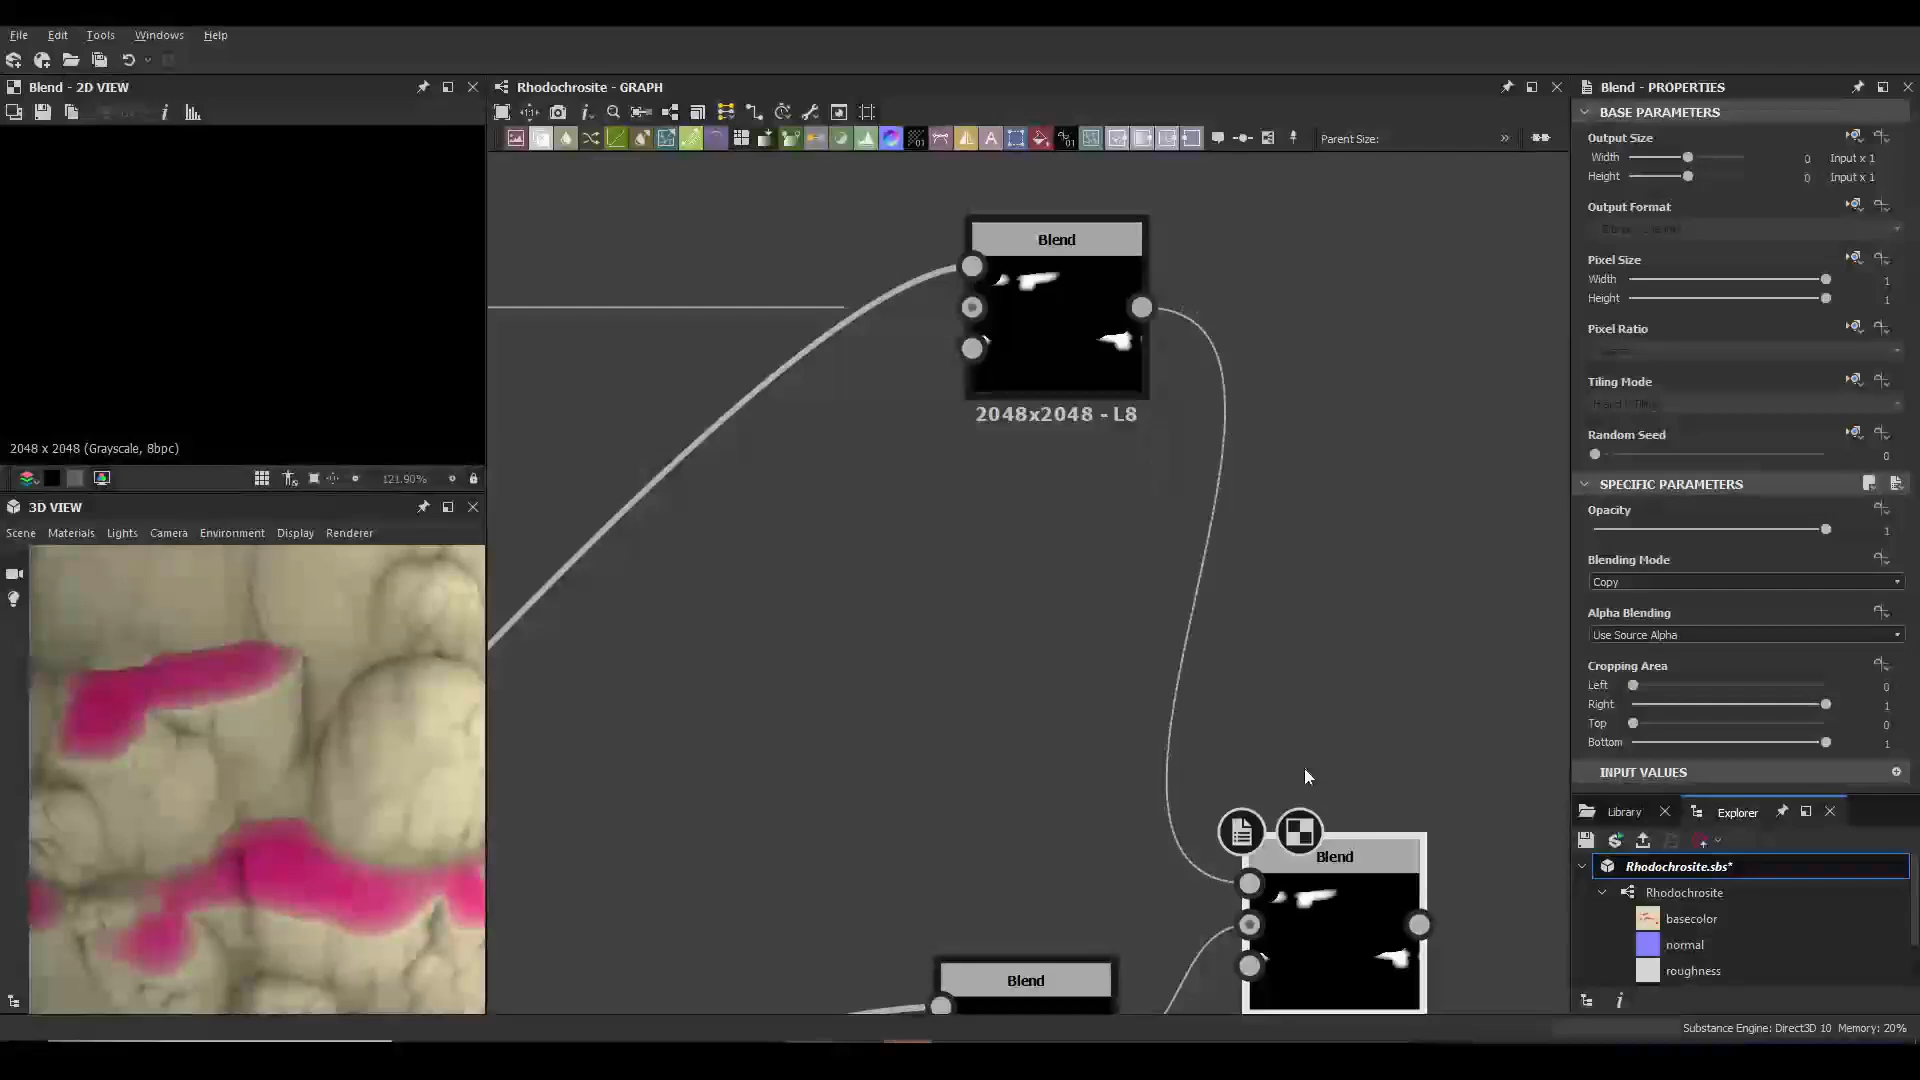 File Edit Tools Windows Help
Blend - 2D VIEW
2048 x 2048 (Grayscale, 8bpc)
121.90%
3D VIEW
Scene Materials Lights Camera Environment Display Renderer
Rhodochrosite - GRAPH
Parent Size:
Blend
2048x2048 - L8
Blend
Blend
Blend - PROPERTIES
BASE PARAMETERS
Output Size
Width 0 Input x 1
Height 0 Input x 1
Output Format
Pixel Size
Width 1
Height 1
Pixel Ratio
Tiling Mode
Random Seed
0
SPECIFIC PARAMETERS
Opacity
1
Blending Mode
Copy
Alpha Blending
Use Source Alpha
Cropping Area
Left 0
Right 1
Top 0
Bottom 1
INPUT VALUES
Library Explorer
Rhodochrosite.sbs*
Rhodochrosite
basecolor
normal
roughness
Substance Engine: Direct3D 10 Memory: 20%